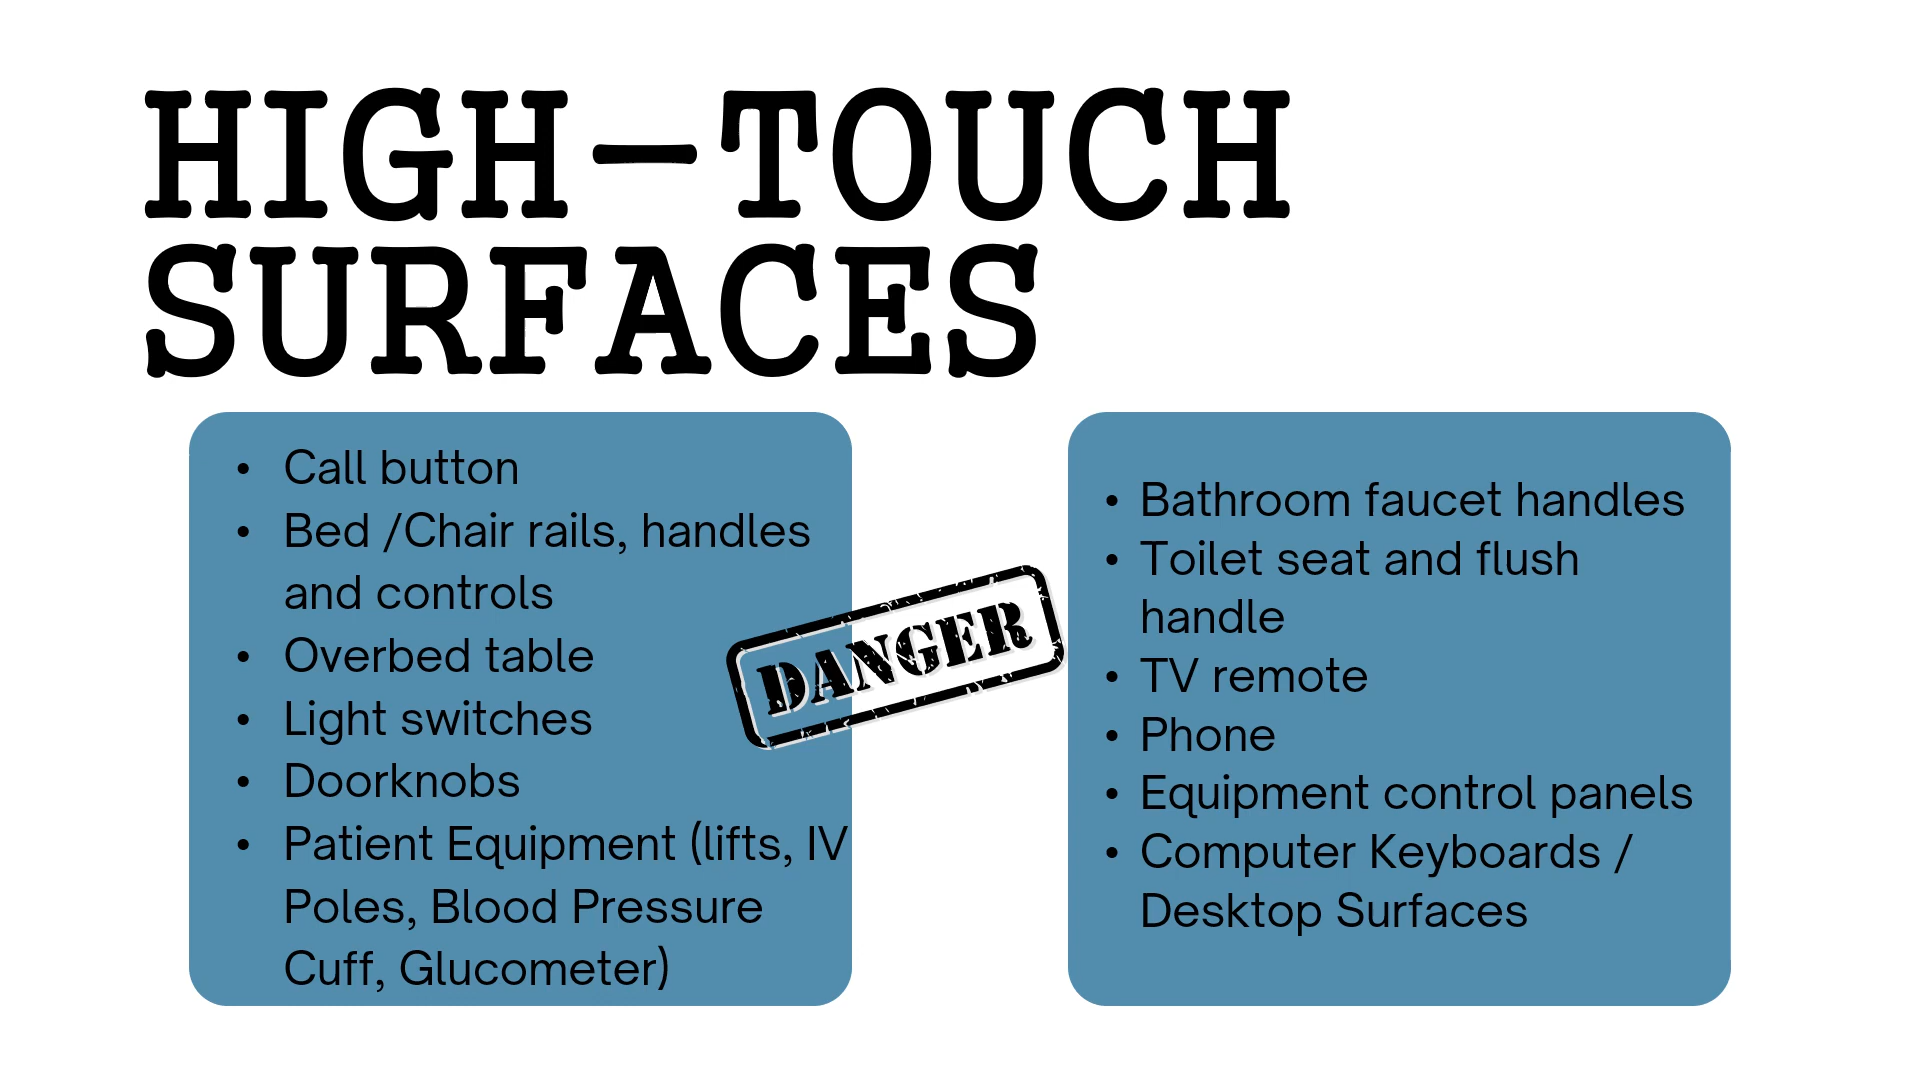 HIGH-TOUCH
SURFACES
• Call button
• Bed /Chair rails, handles
and controls
• Overbed table
• Light switches
• Doorknobs
• Patient Equipment (lifts, IV
Poles, Blood Pressure
Cuff, Glucometer)
DANGER
• Bathroom faucet handles
• Toilet seat and flush
handle
• TV remote
• Phone
• Equipment control panels
• Computer Keyboards /
Desktop Surfaces